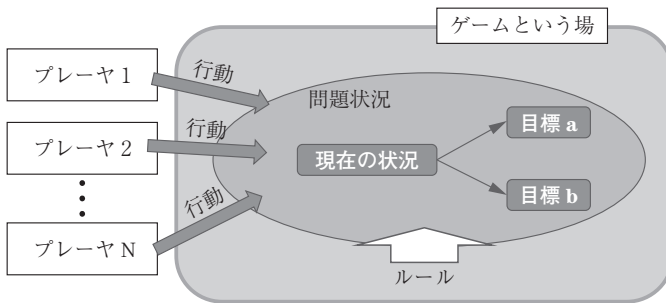 ゲームという場
プレーヤ 1
行動
問題状況
プレーヤ 2
行動
目標 a
現在の状況
目標 b
プレーヤ N
行動
ルール